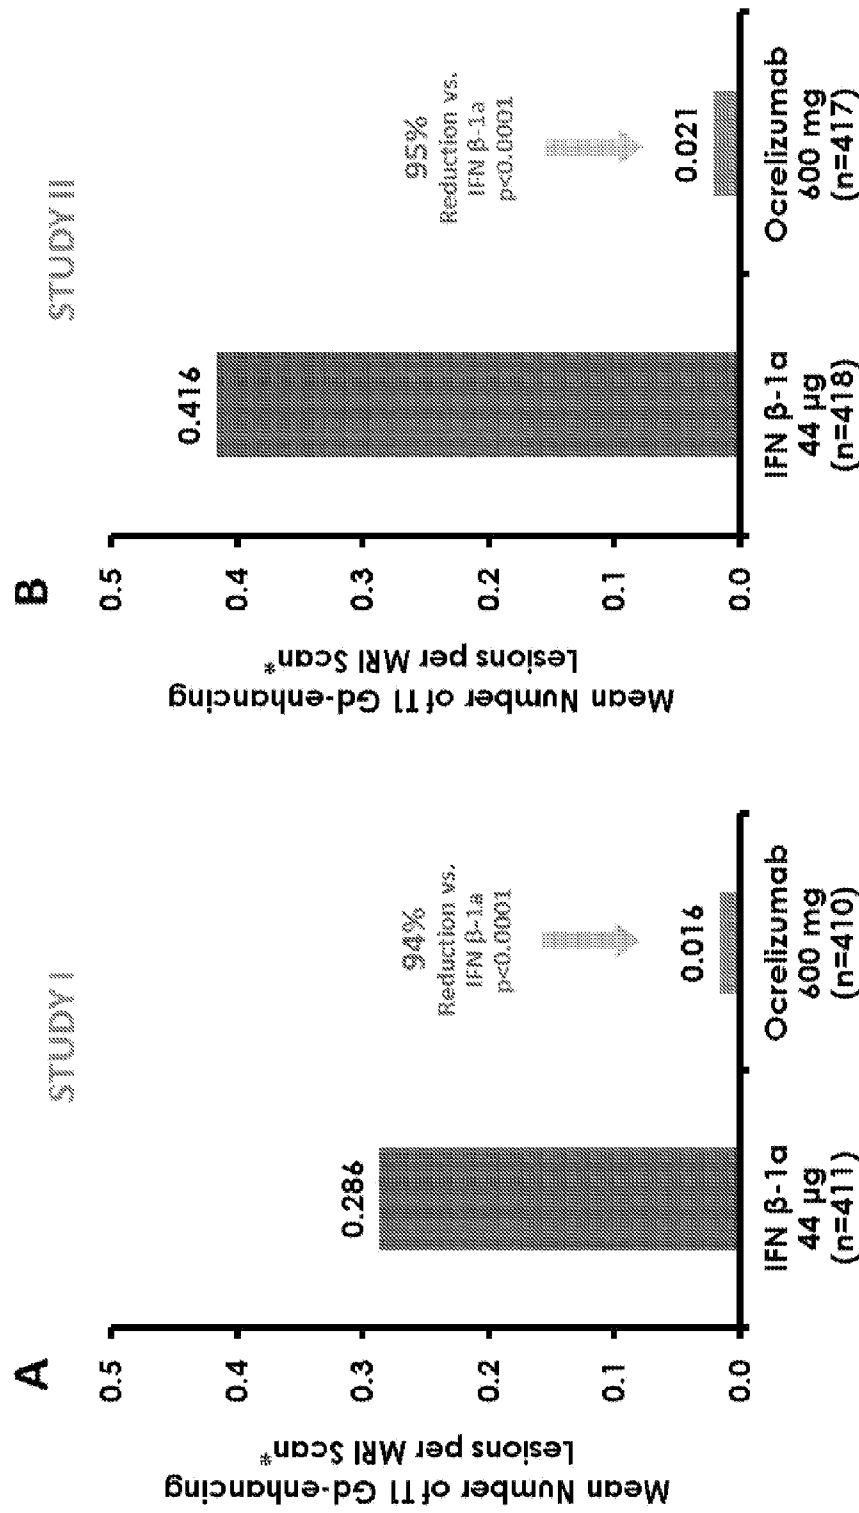 A
STUDY I
Mean Number of T1 Gd-enhancing
Lesions per MRI Scan*
0.5
0.4
0.3
0.2
0.1
0.0
0.286
94%
Reduction vs.
IFN β-1a
p<0.0001
0.016
IFN β-1a
44 µg
(n=411)
Ocrelizumab
600 mg
(n=410)
B
STUDY II
Mean Number of T1 Gd-enhancing
Lesions per MRI Scan*
0.5
0.4
0.3
0.2
0.1
0.0
0.416
95%
Reduction vs.
IFN β-1a
p<0.0001
0.021
IFN β-1a
44 µg
(n=418)
Ocrelizumab
600 mg
(n=417)